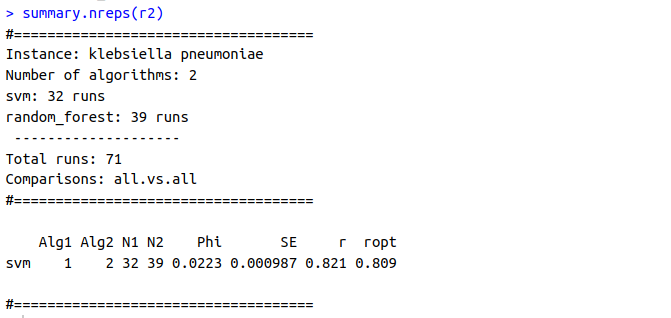 > summary.nreps(r2)
#====================================
Instance: klebsiella pneumoniae
Number of algorithms: 2
svm: 32 runs
random_forest: 39 runs
 --------------------
Total runs: 71
Comparisons: all.vs.all
#====================================
    Alg1 Alg2 N1 N2    Phi       SE     r  ropt
svm    1    2 32 39 0.0223 0.000987 0.821 0.809
#====================================